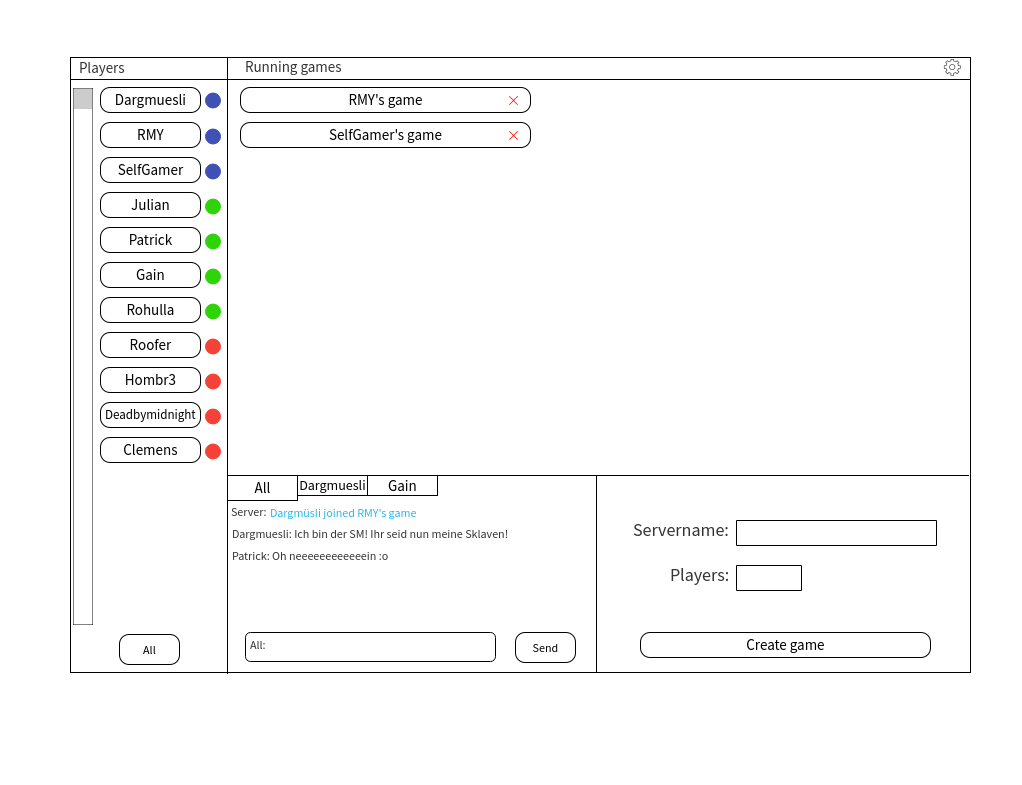 Players
Running games
Dargmuesli
RMY
SelfGamer
Julian
Patrick
Gain
Rohulla
Roofer
Hombr3
Deadbymidnight
Clemens
All
RMY's game
SelfGamer's game
All
Dargmuesli
Gain
Server: Dargmüsli joined RMY's game
Dargmuesli: Ich bin der SM! Ihr seid nun meine Sklaven!
Patrick: Oh neeeeeeeeeeeein :o
All:
Send
Servername:
Players:
Create game